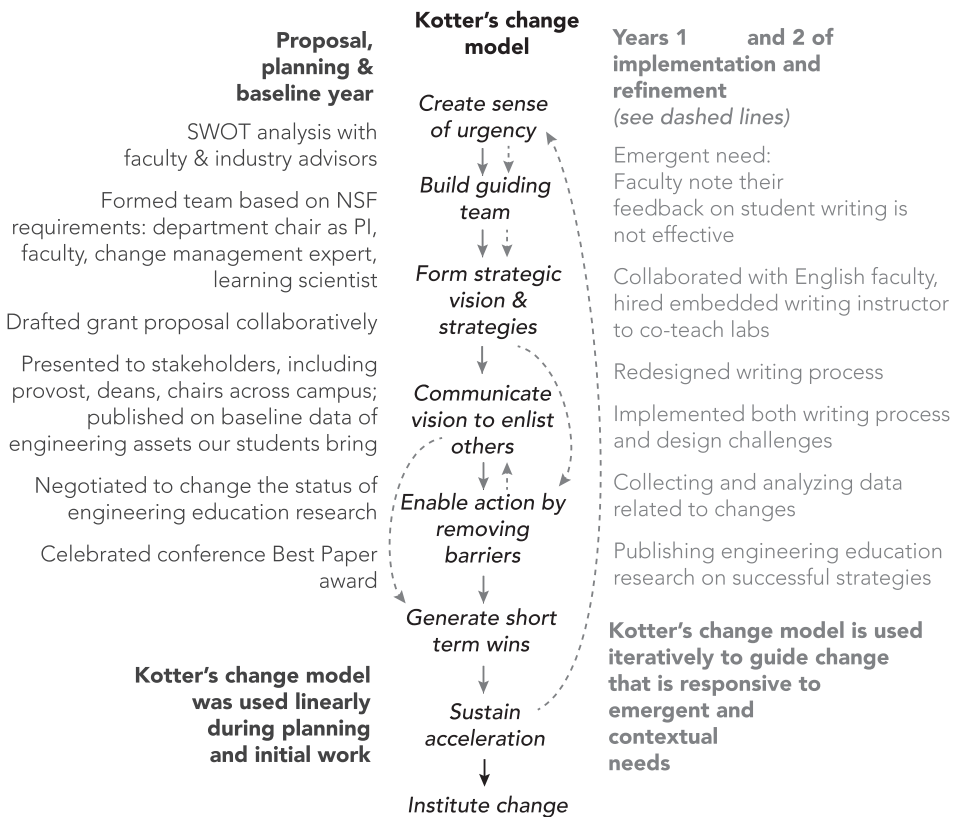 Proposal,
planning &
baseline year
SWOT analysis with
faculty & industry advisors
Formed team based on NSF
requirements: department chair as PI,
faculty, change management expert,
learning scientist
Drafted grant proposal collaboratively
Presented to stakeholders, including
provost, deans, chairs across campus;
published on baseline data of
engineering assets our students bring
Negotiated to change the status of
engineering education research
Celebrated conference Best Paper
award
Kotter’s change model
was used linearly
during planning
and initial work
Kotter’s change
model
Create sense
of urgency
Build guiding
team
Form strategic
vision &
strategies
Communicate
vision to enlist
others
Enable action by
removing
barriers
Generate short
term wins
Sustain
acceleration
Institute change
Years 1 and 2 of
implementation and
refinement
(see dashed lines)
Emergent need:
Faculty note their
feedback on student writing is
not effective
Collaborated with English faculty,
hired embedded writing instructor
to co-teach labs
Redesigned writing process
Implemented both writing process
and design challenges
Collecting and analyzing data
related to changes
Publishing engineering education
research on successful strategies
Kotter’s change model is used
iteratively to guide change
that is responsive to
emergent and
contextual
needs